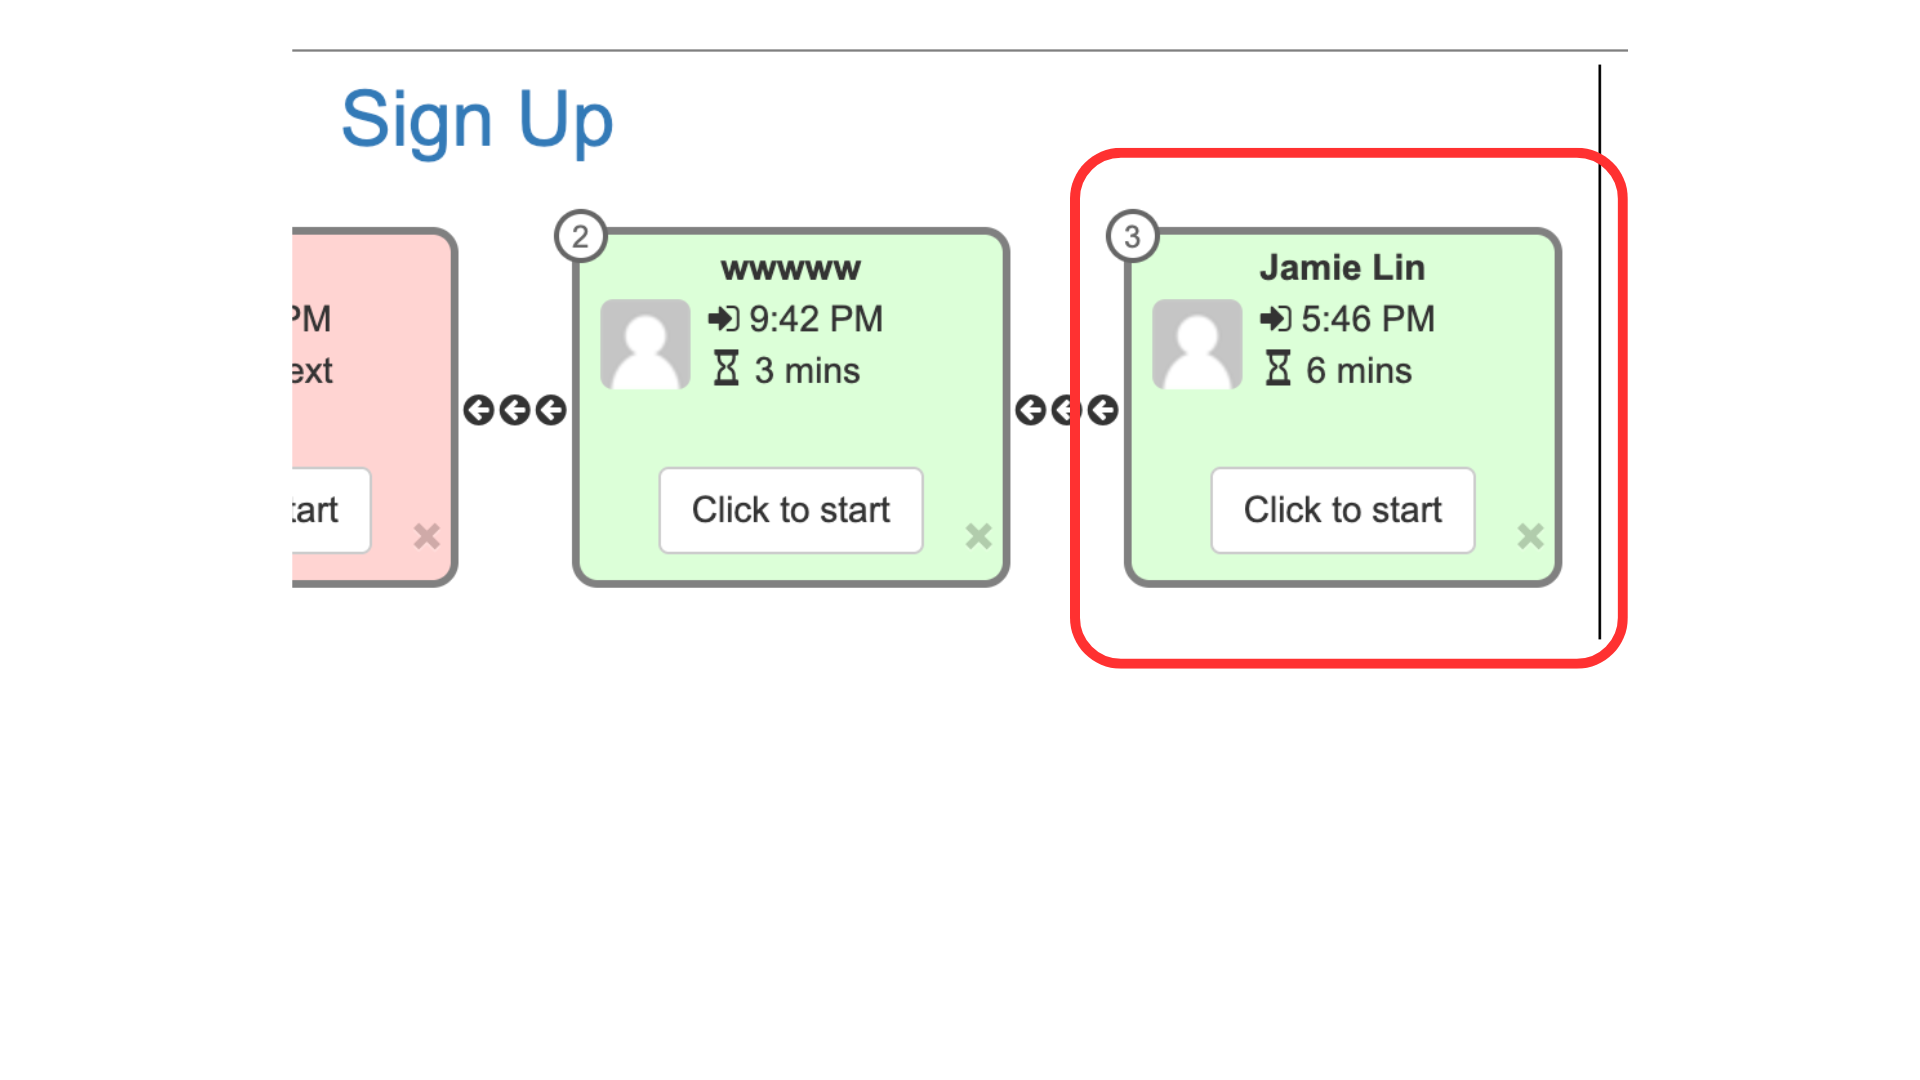 Sign Up
PM
ext
tart
2
wwwww
9:42 PM
3 mins
Click to start
3
Jamie Lin
5:46 PM
6 mins
Click to start